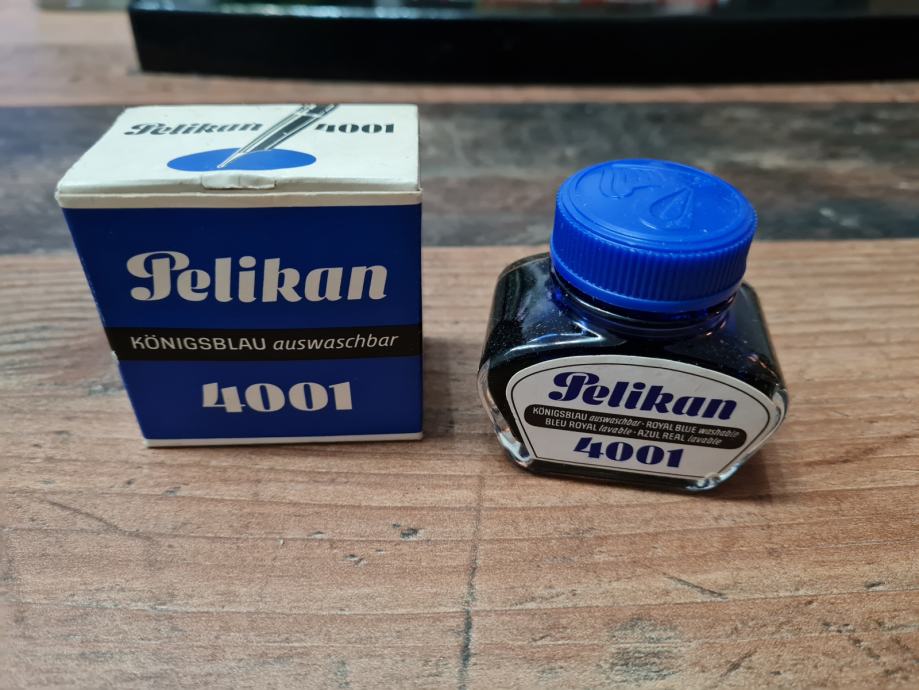 Pelikan 4001
Pelikan
KÖNIGSBLAU auswaschbar
4001
Pelikan
KÖNIGSBLAU auswaschbar · ROYAL BLUE washable
BLEU ROYAL lavable · AZUL REAL lavable
4001